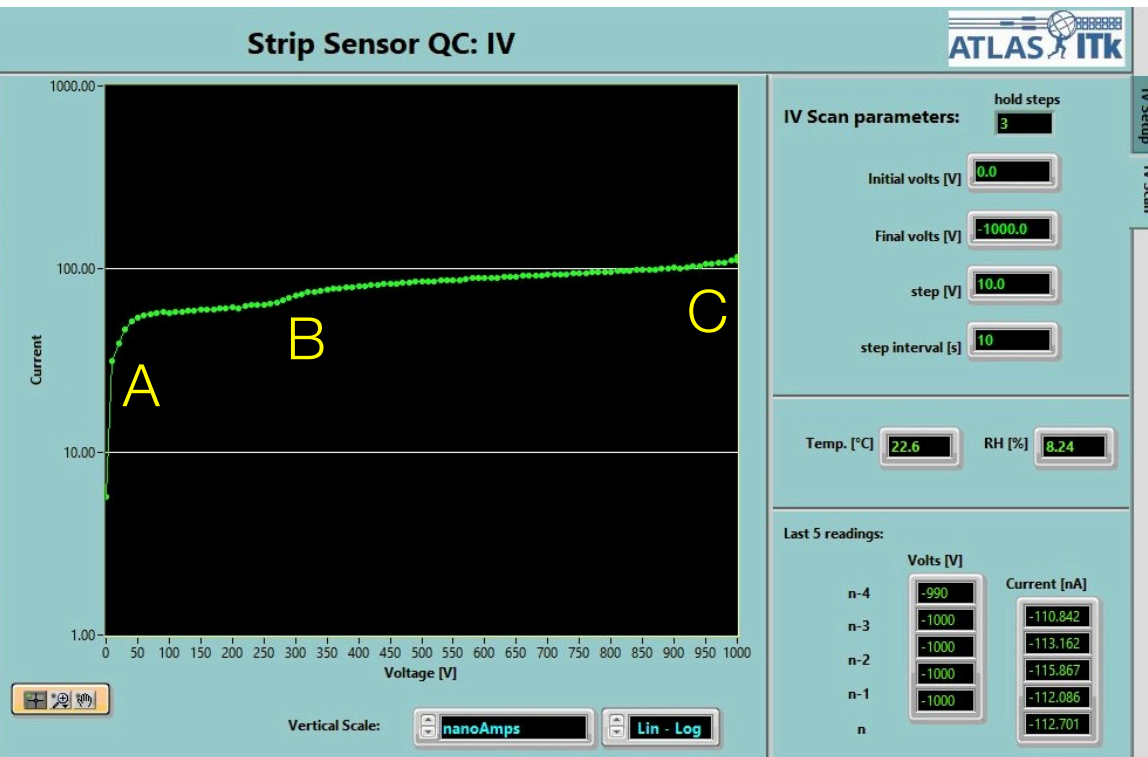 Strip Sensor QC: IV
ATLAS ITk
1000.00
100.00
10.00
1.00
Current
A
B
C
0 50 100 150 200 250 300 350 400 450 500 550 600 650 700 750 800 850 900 950 1000
Voltage [V]
Vertical Scale:
nanoAmps
Lin - Log
IV Setup
IV Scan
IV Scan parameters:
hold steps
3
Initial volts [V]
0.0
Final volts [V]
-1000.0
step [V]
10.0
step interval [s]
10
Temp. [°C]
22.6
RH [%]
8.24
Last 5 readings:
Volts [V]
Current [nA]
n-4
-990
-110.842
n-3
-1000
-113.162
n-2
-1000
-115.867
n-1
-1000
-112.086
n
-1000
-112.701